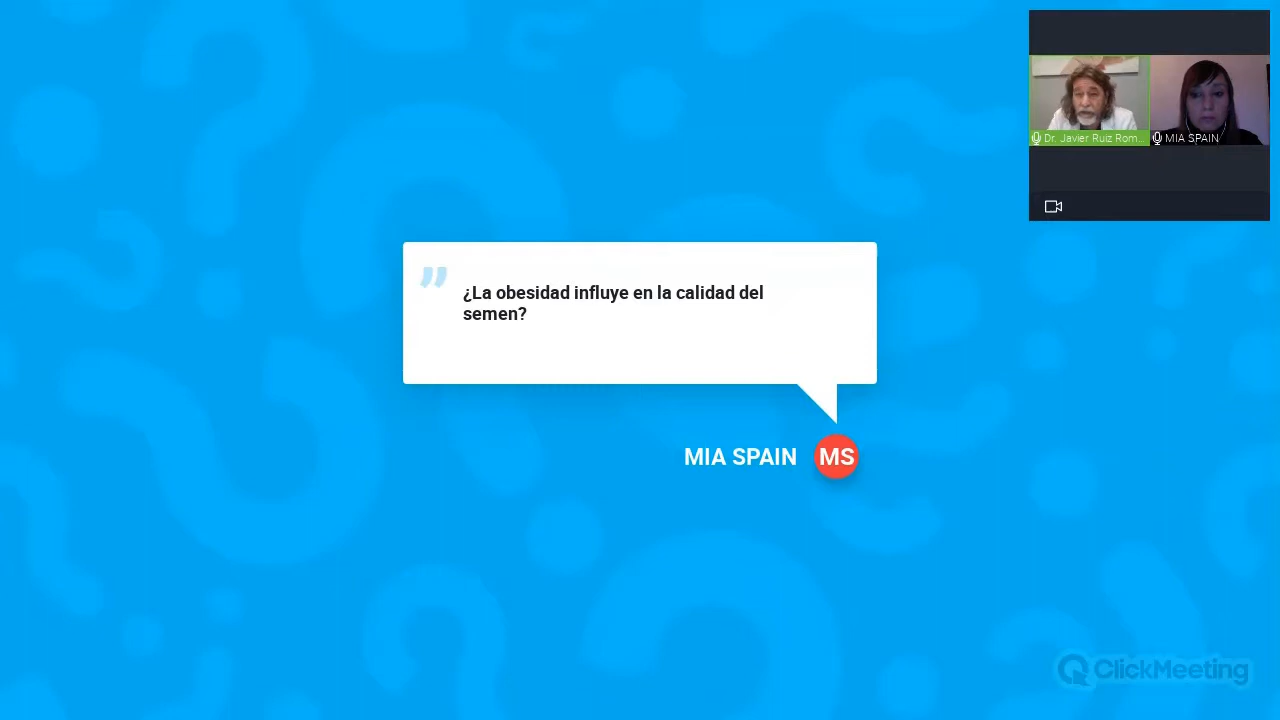 Dr. Javier Ruiz Rom...
MIA SPAIN
¿La obesidad influye en la calidad del
semen?
MIA SPAIN
MS
ClickMeeting